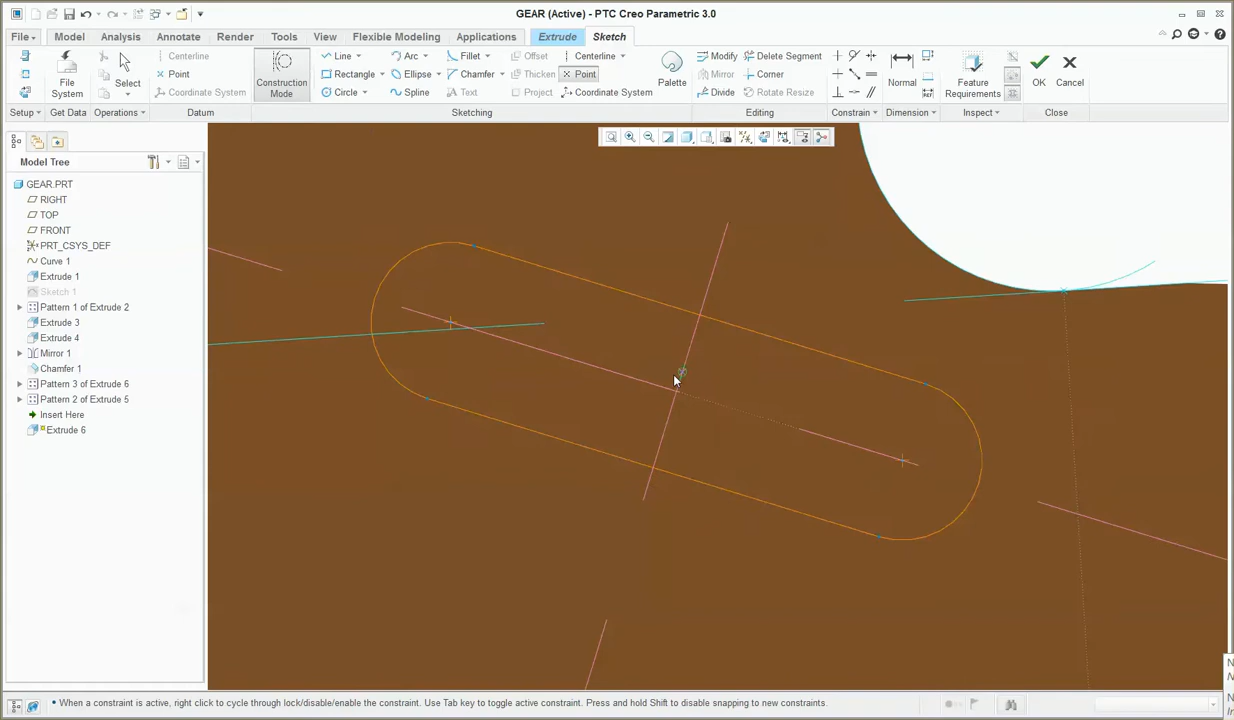 GEAR (Active) - PTC Creo Parametric 3.0
File
Model
Analysis
Annotate
Render
Tools
View
Flexible Modeling
Applications
Extrude
Sketch
File System
Select
Centerline
Point
Coordinate System
Construction Mode
Line
Rectangle
Circle
Arc
Ellipse
Spline
Fillet
Chamfer
Text
Offset
Thicken
Project
Centerline
Point
Coordinate System
Palette
Modify
Mirror
Divide
Delete Segment
Corner
Rotate Resize
Normal
Feature Requirements
OK
Cancel
Setup
Get Data
Operations
Datum
Sketching
Editing
Constrain
Dimension
Inspect
Close
Model Tree
GEAR.PRT
RIGHT
TOP
FRONT
PRT_CSYS_DEF
Curve 1
Extrude 1
Sketch 1
Pattern 1 of Extrude 2
Extrude 3
Extrude 4
Mirror 1
Chamfer 1
Pattern 3 of Extrude 6
Pattern 2 of Extrude 5
Insert Here
Extrude 6
• When a constraint is active, right click to cycle through lock/disable/enable the constraint. Use Tab key to toggle active constraint. Press and hold Shift to disable snapping to new constraints.